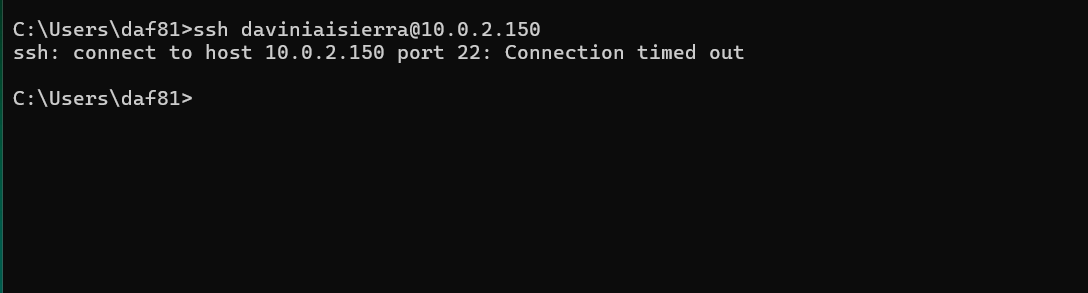 C:\Users\daf81>ssh daviniaisierra@10.0.2.150
ssh: connect to host 10.0.2.150 port 22: Connection timed out
C:\Users\daf81>